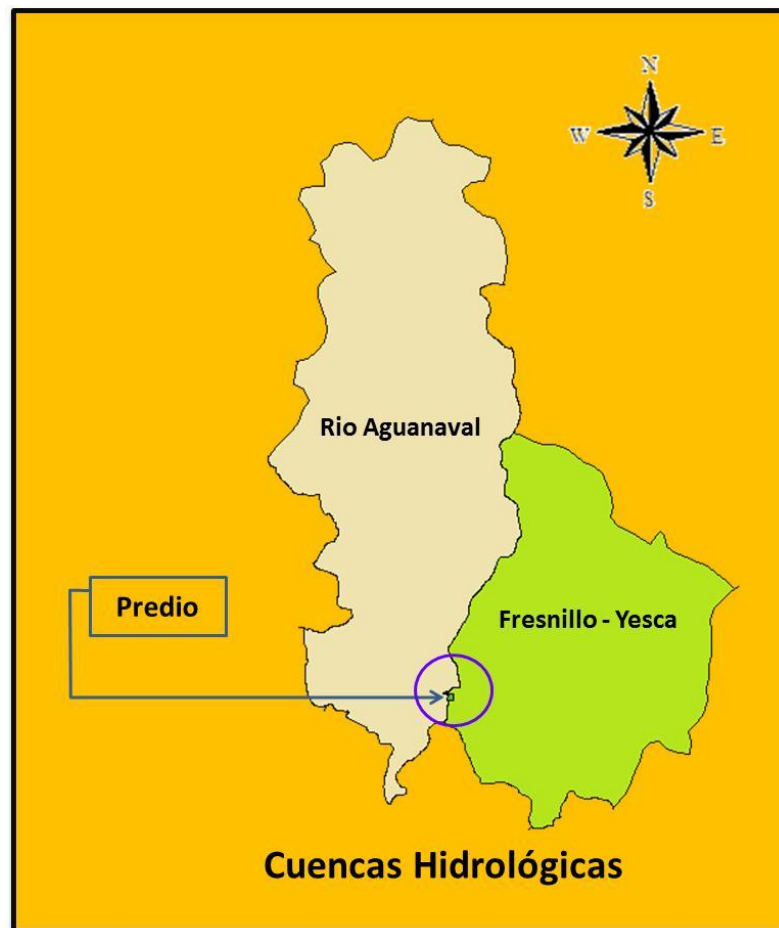 N
W E
S
Rio Aguanaval
Predio
Fresnillo - Yesca
Cuencas Hidrológicas